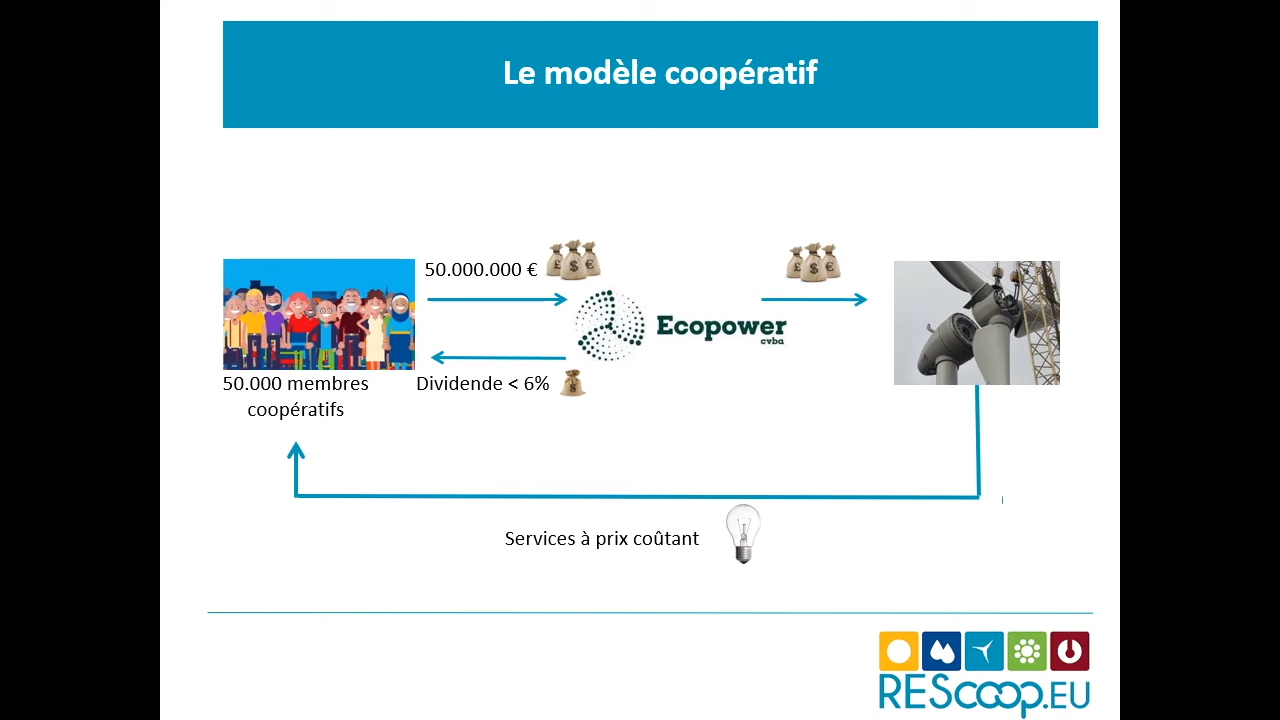 Le modèle coopératif
50.000.000 €
Ecopower
cvba
50.000 membres
coopératifs
Dividende < 6%
Services à prix coûtant
REScoop.EU